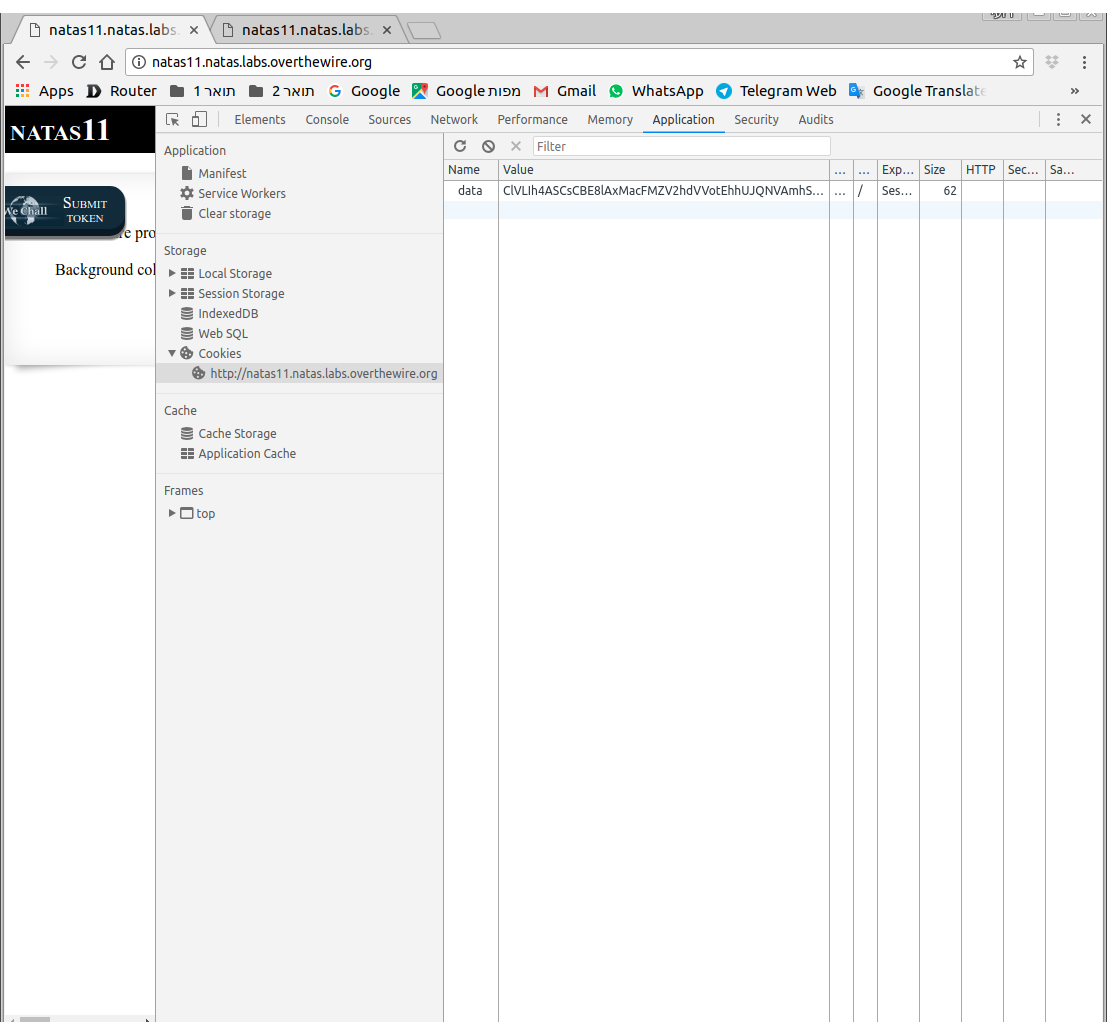 natas11.natas.labs. × natas11.natas.labs. ×
natas11.natas.labs.overthewire.org
Apps Router תואר 1 תואר 2 Google Google מפות Gmail WhatsApp Telegram Web Google Translate »
NATAS11
Elements Console Sources Network Performance Memory Application Security Audits
Filter
Application
Manifest
Service Workers
Clear storage
Storage
Local Storage
Session Storage
IndexedDB
Web SQL
Cookies
http://natas11.natas.labs.overthewire.org
Cache
Cache Storage
Application Cache
Frames
top
Name Value ... ... Exp... Size HTTP Sec... Sa...
data ClVLIh4ASCsCBE8lAxMacFMZV2hdVVotEhhUJQNVAmhS... ... / Ses... 62
We Chall
SUBMIT
TOKEN
re pro
Background col